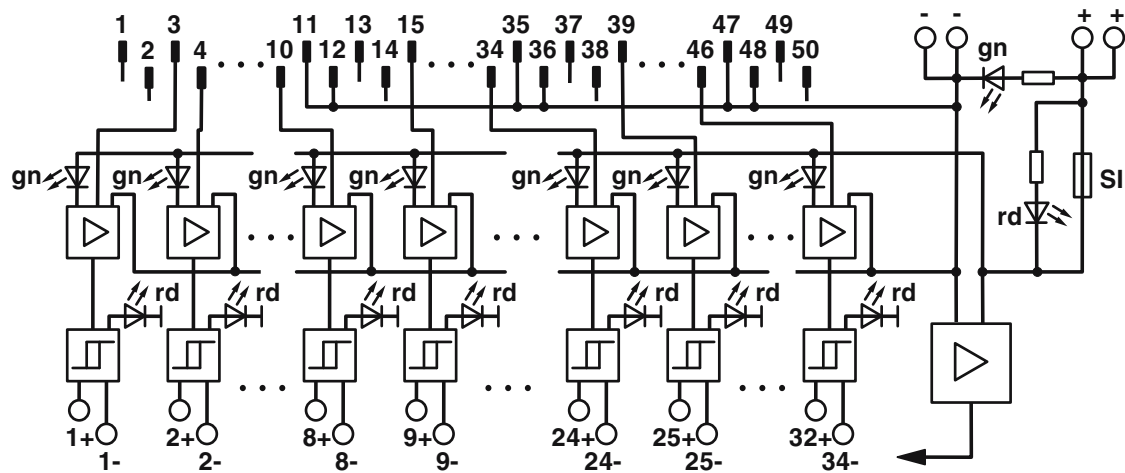 1 3 11 13 15 35 37 39 47 49 - - + +
2 4 10 12 14 34 36 38 46 48 50 gn
gn gn gn gn gn gn gn rd SI
rd rd rd rd rd rd rd
1+ 2+ 8+ 9+ 24+ 25+ 32+
1- 2- 8- 9- 24- 25- 34-